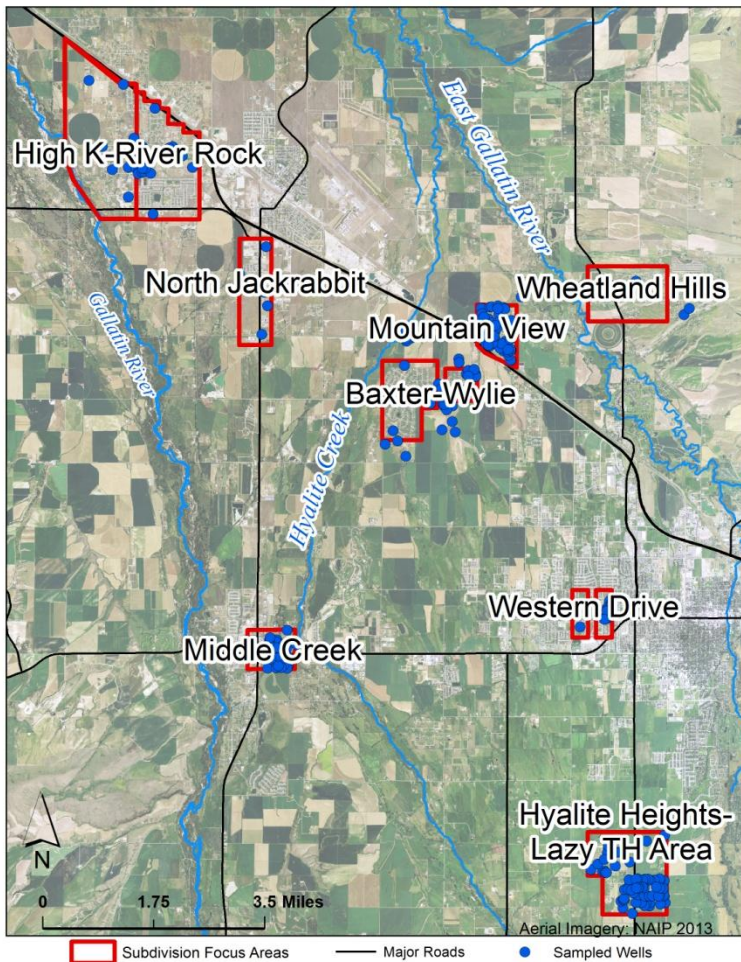 High K-River Rock
East Gallatin River
North Jackrabbit
Wheatland Hills
Gallatin River
Mountain View
Baxter-Wylie
Hyalite Creek
Western Drive
Middle Creek
Hyalite Heights-
Lazy TH Area
N
0 1.75 3.5 Miles
Aerial Imagery: NAIP 2013
Subdivision Focus Areas Major Roads Sampled Wells